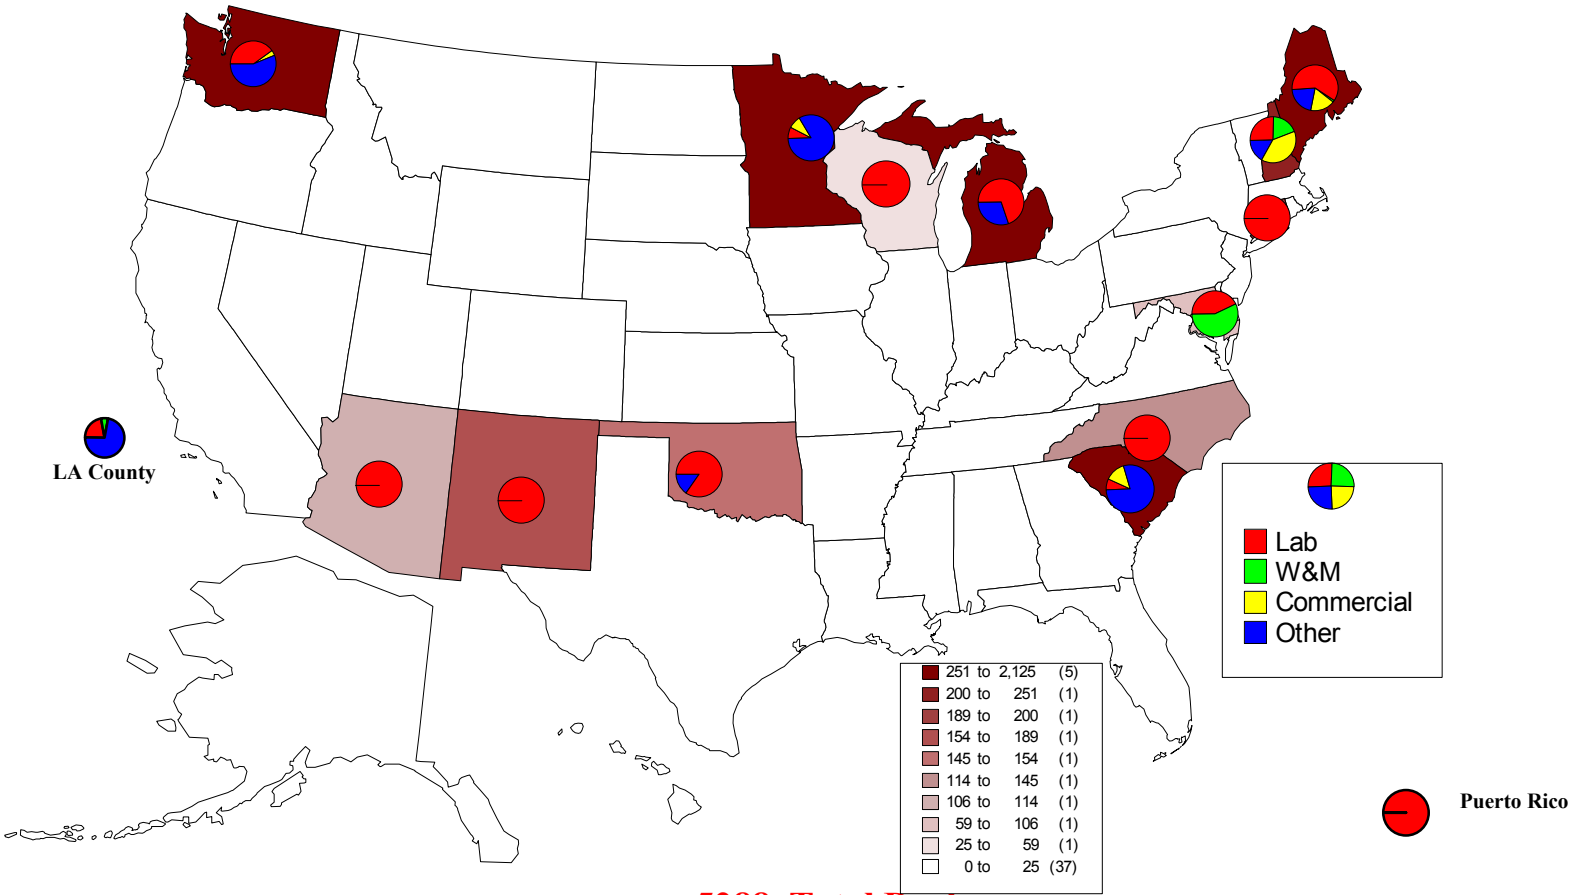 LA County
Lab
W&M
Commercial
Other
251 to 2,125 (5)
200 to 251 (1)
189 to 200 (1)
154 to 189 (1)
145 to 154 (1)
114 to 145 (1)
106 to 114 (1)
59 to 106 (1)
25 to 59 (1)
0 to 25 (37)
Puerto Rico